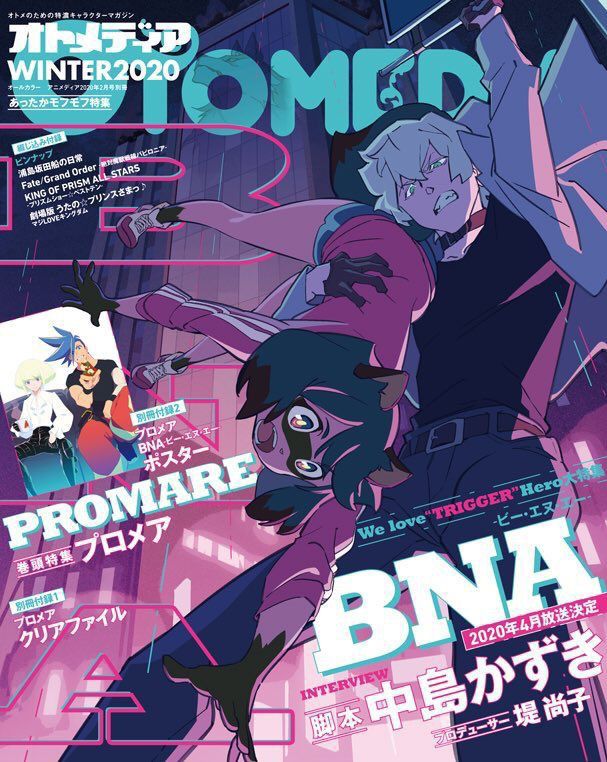 オトメのための特濃キャラクターマガジン
オトメディア
WINTER2020
オールカラー アニメディア2020年2月号別冊
あったかモフモフ特集
OTOMEDIA
綴じ込み付録
ピンナップ
浦島坂田船の日常
Fate/Grand Order -絶対魔獣戦線バビロニア-
KING OF PRISM ALL STARS
-プリズムショー☆ベストテン-
劇場版 うたの☆プリンスさまっ♪
マジLOVEキングダム
別冊付録2
プロメア
BNA ビー・エヌ・エー
ポスター
PROMARE
巻頭特集 プロメア
別冊付録1
プロメア
クリアファイル
We love "TRIGGER" Hero大特集
-ビー・エヌ・エー-
BNA
2020年4月放送決定
INTERVIEW
脚本 中島かずき
プロデューサー 堤 尚子
BNA